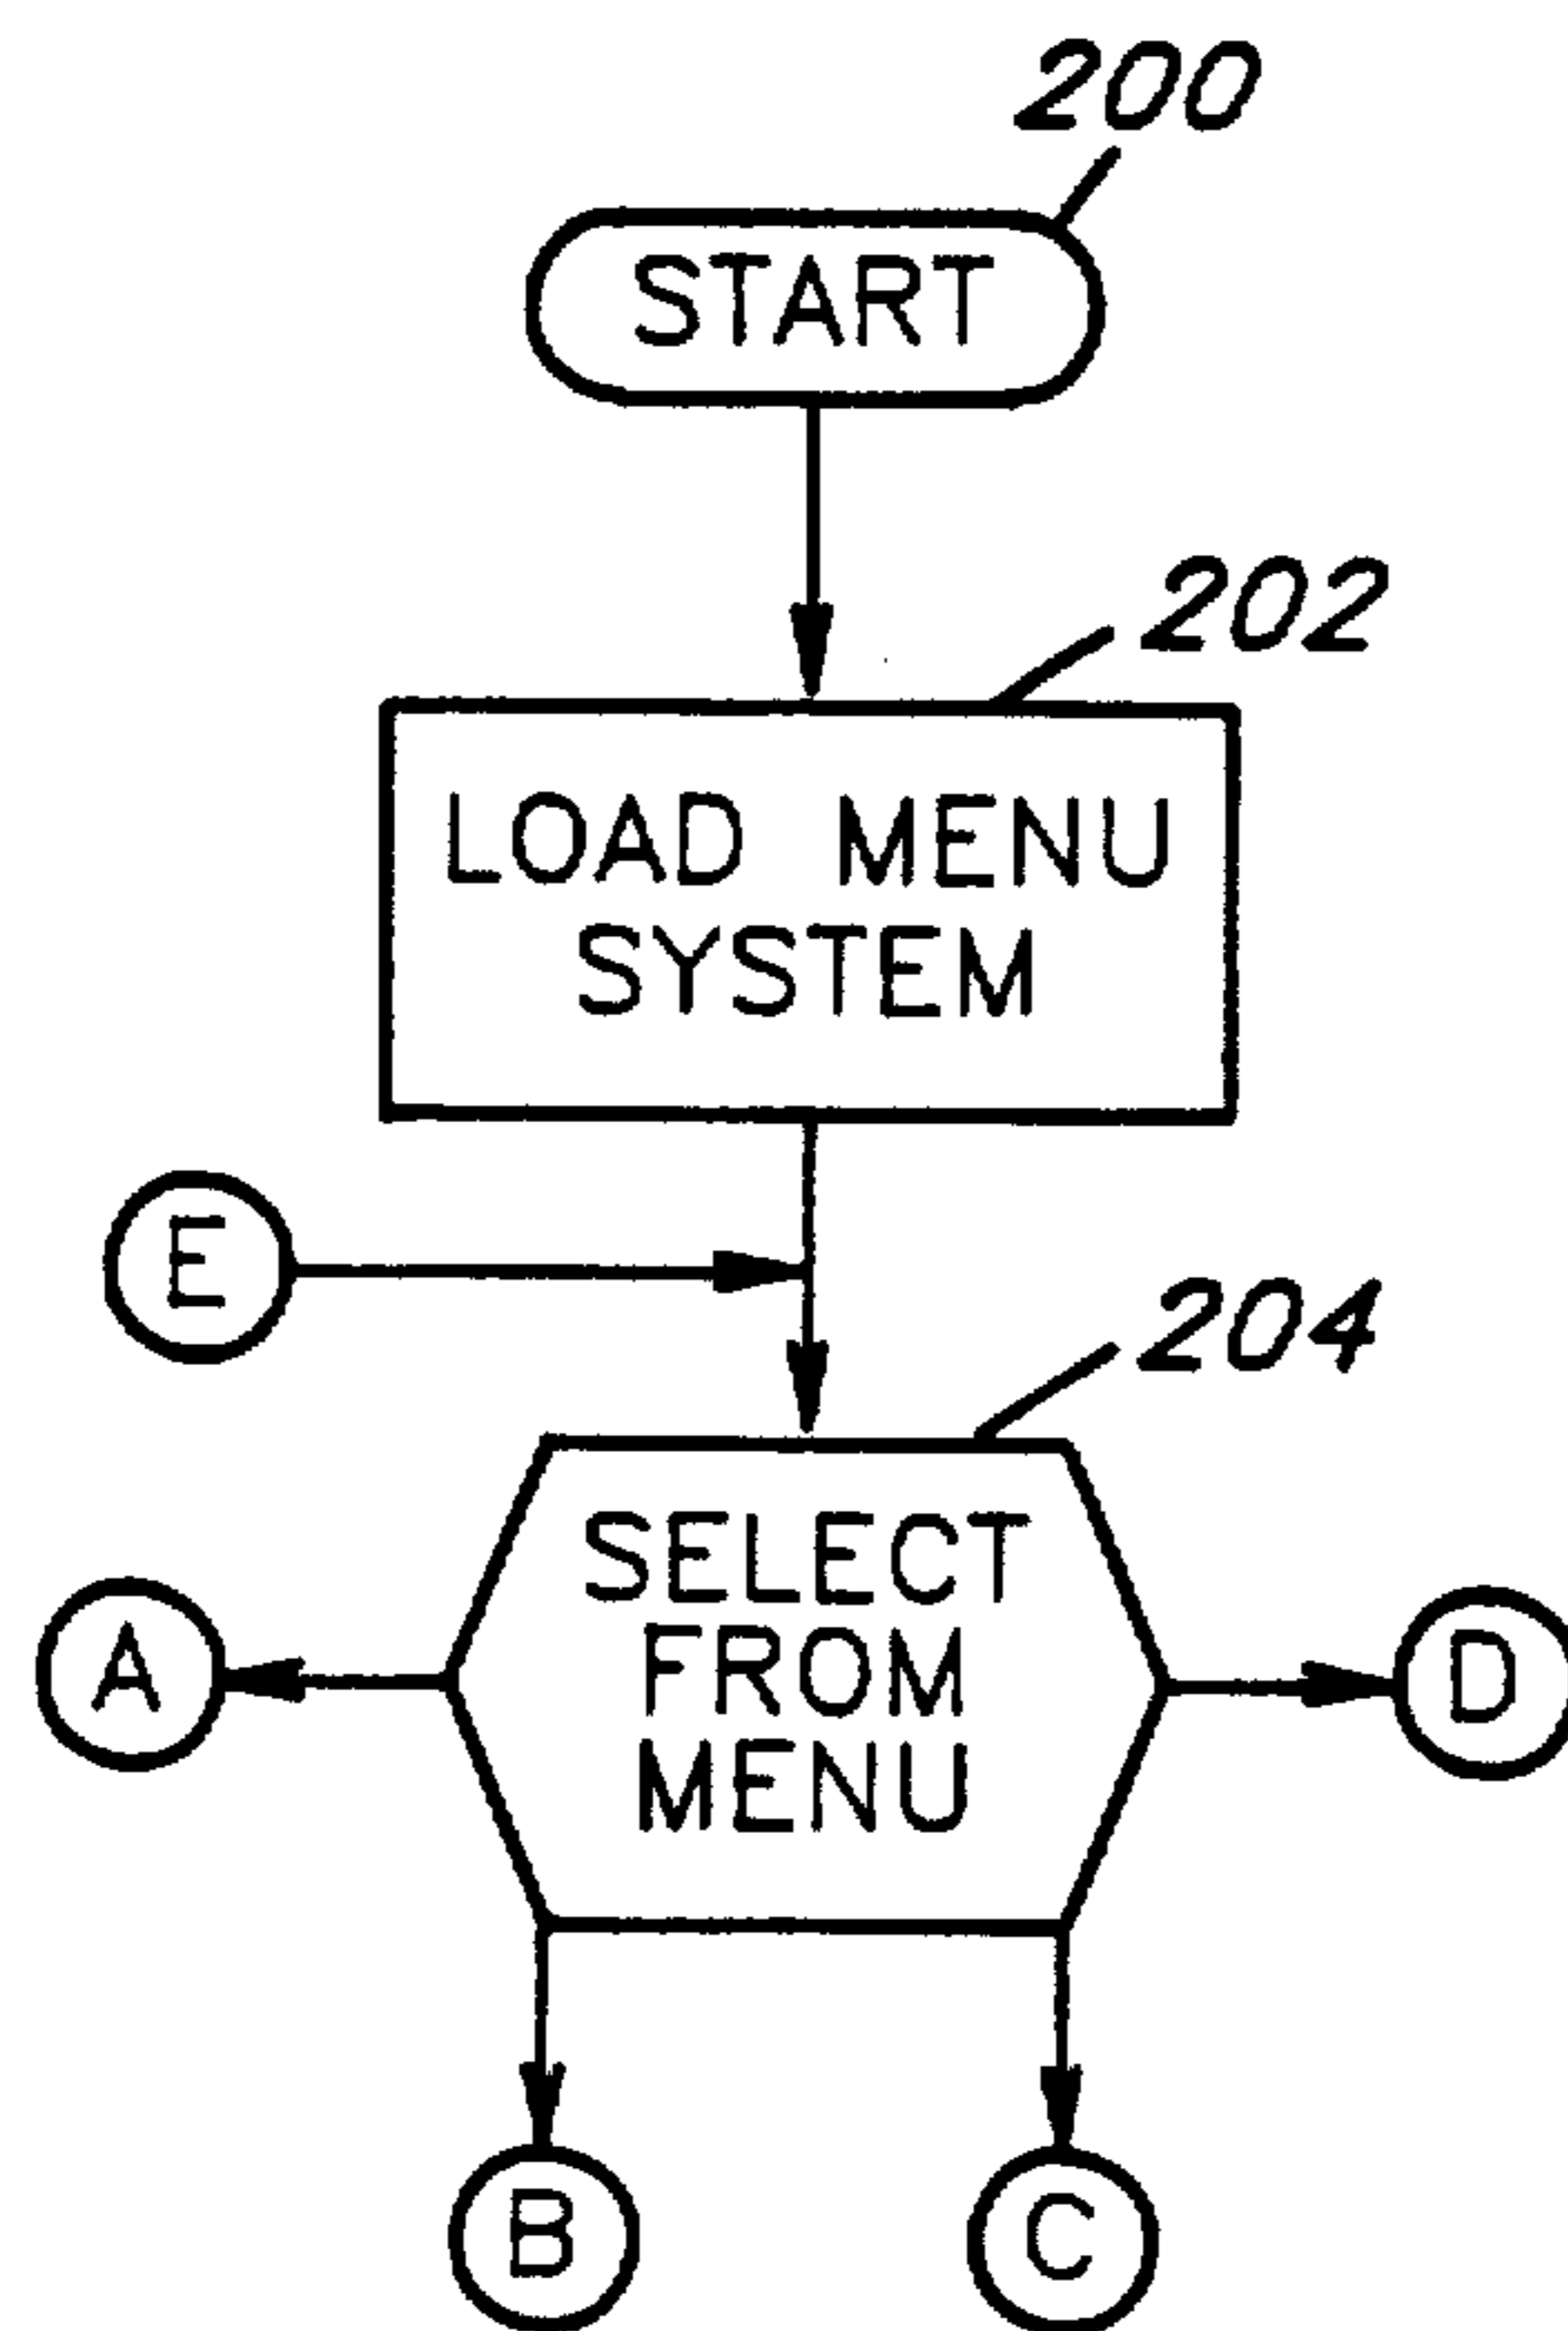 200
START
202
LOAD MENU
SYSTEM
E
204
SELECT
FROM
MENU
A
D
B
C